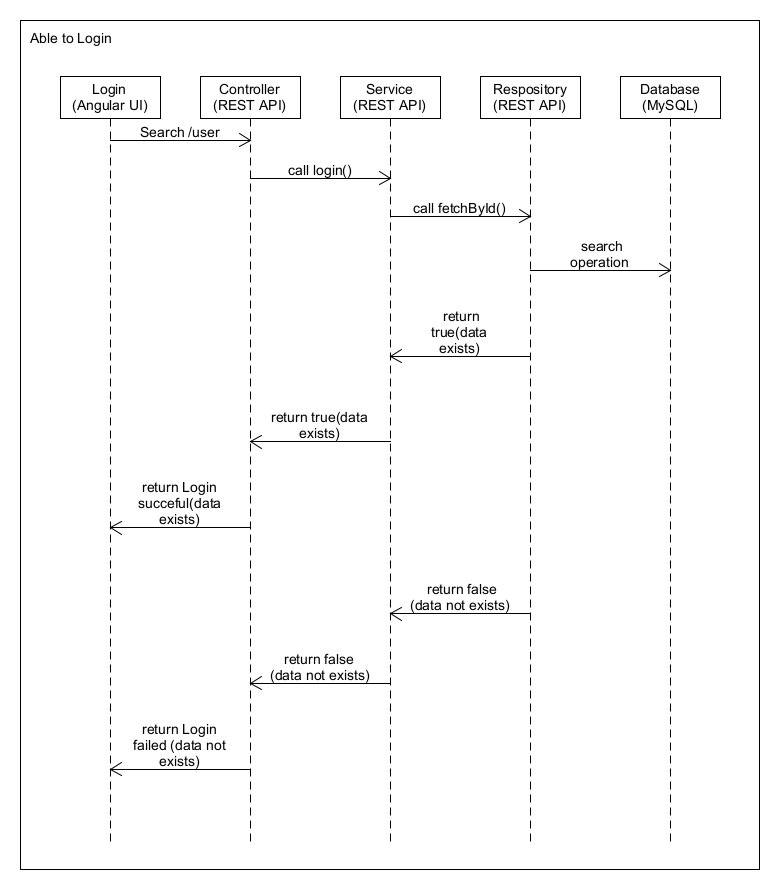 Able to Login
Login
(Angular UI)
Controller
(REST API)
Service
(REST API)
Respository
(REST API)
Database
(MySQL)
Search /user
call login()
call fetchById()
search
operation
return
true(data
exists)
return true(data
exists)
return Login
succeful(data
exists)
return false
(data not exists)
return false
(data not exists)
return Login
failed (data not
exists)